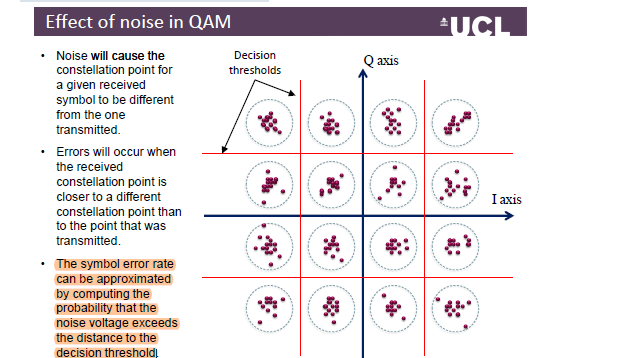 Effect of noise in QAM
UCL
• Noise will cause the
constellation point for
a given received
symbol to be different
from the one
transmitted.
• Errors will occur when
the received
constellation point is
closer to a different
constellation point than
to the point that was
transmitted.
• The symbol error rate
can be approximated
by computing the
probability that the
noise voltage exceeds
the distance to the
decision threshold.
Decision
thresholds
Q axis
I axis